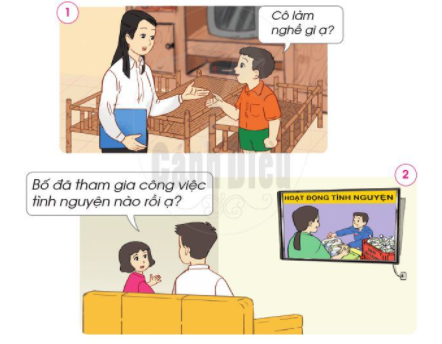 1
Cô làm
nghề gì ạ?
Cánh Diều
2
Bố đã tham gia công việc
tình nguyện nào rồi ạ?
HOẠT ĐỘNG TÌNH NGUYỆN